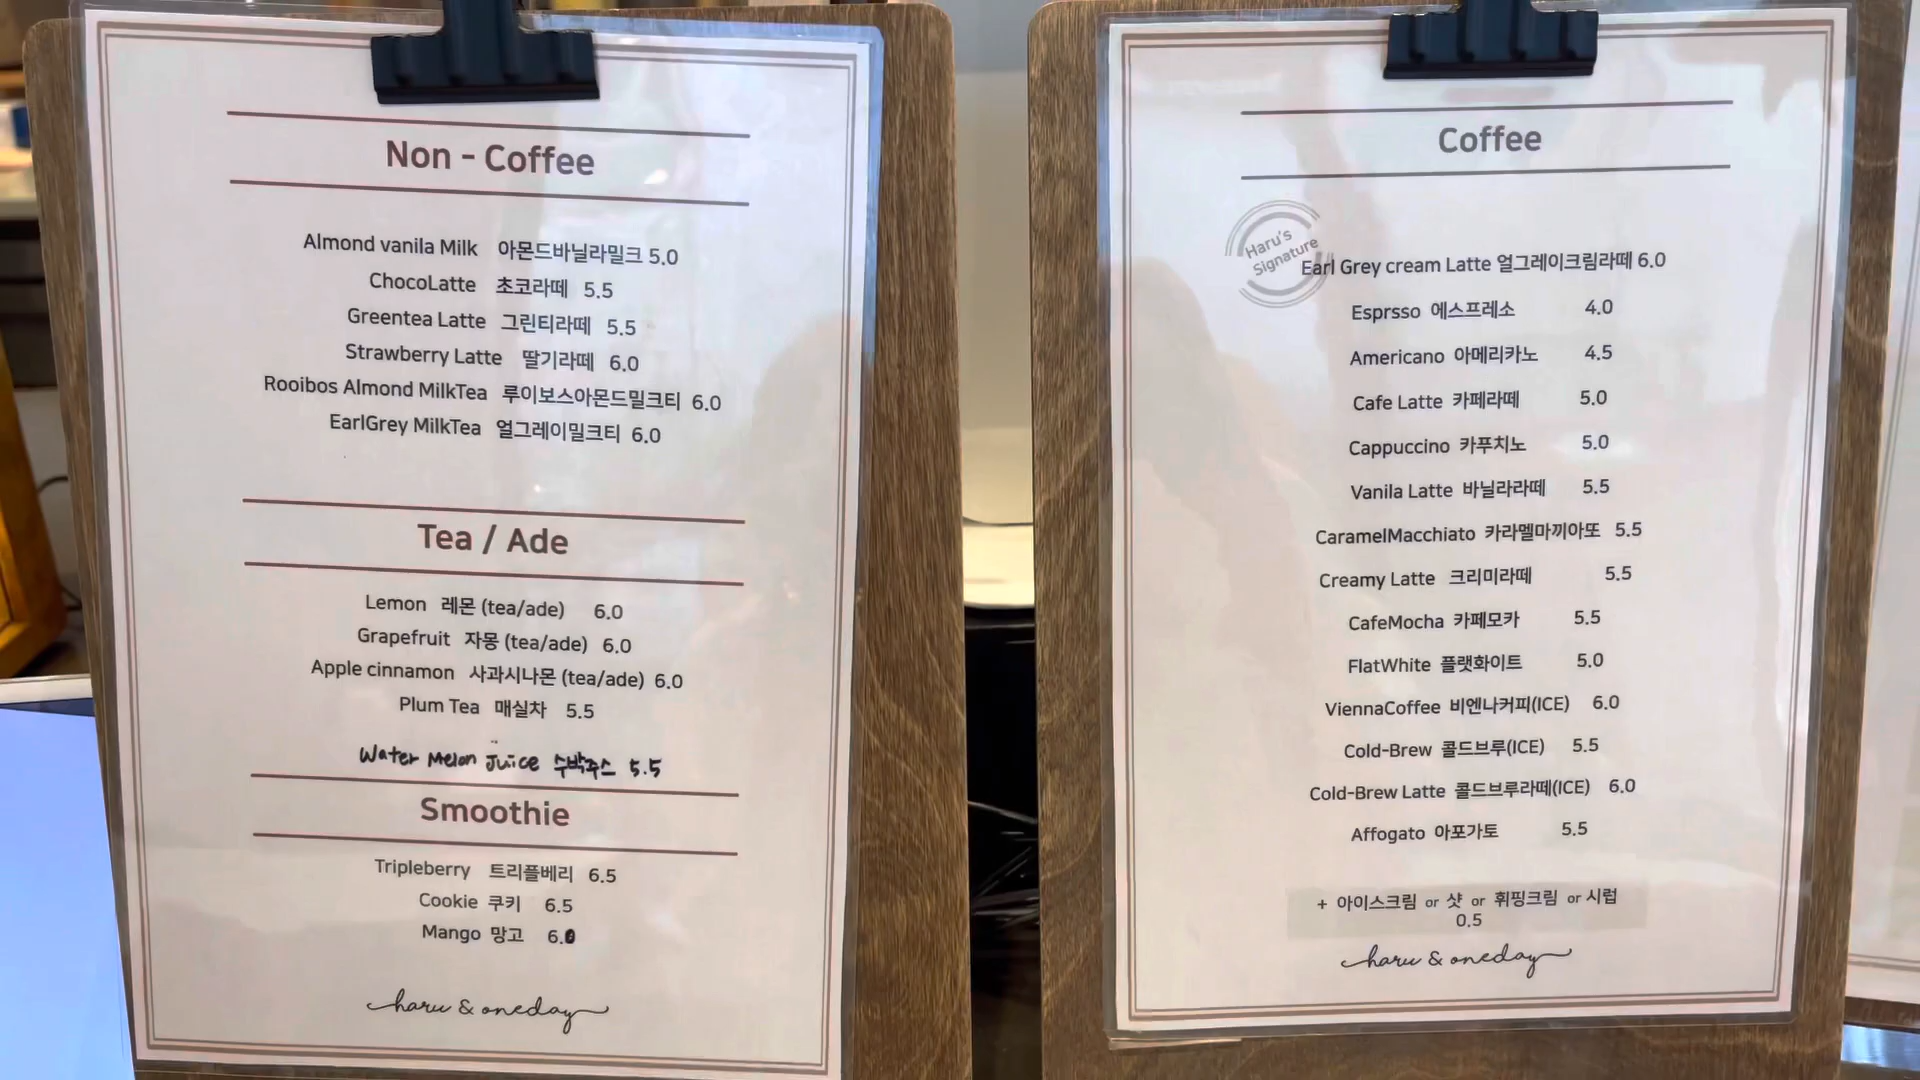 Non - Coffee
Almond vanila Milk 아몬드바닐라밀크 5.0
ChocoLatte 초코라떼 5.5
Greentea Latte 그린티라떼 5.5
Strawberry Latte 딸기라떼 6.0
Rooibos Almond MilkTea 루이보스아몬드밀크티 6.0
EarlGrey MilkTea 얼그레이밀크티 6.0
Tea / Ade
Lemon 레몬 (tea/ade) 6.0
Grapefruit 자몽 (tea/ade) 6.0
Apple cinnamon 사과시나몬 (tea/ade) 6.0
Plum Tea 매실차 5.5
Water Melon Juice 수박주스 5.5
Smoothie
Tripleberry 트리플베리 6.5
Cookie 쿠키 6.5
Mango 망고 6.0
haru & oneday
Coffee
Haru's
Signature
Earl Grey cream Latte 얼그레이크림라떼 6.0
Esprsso 에스프레소 4.0
Americano 아메리카노 4.5
Cafe Latte 카페라떼 5.0
Cappuccino 카푸치노 5.0
Vanila Latte 바닐라라떼 5.5
CaramelMacchiato 카라멜마끼아또 5.5
Creamy Latte 크리미라떼 5.5
CafeMocha 카페모카 5.5
FlatWhite 플랫화이트 5.0
ViennaCoffee 비엔나커피(ICE) 6.0
Cold-Brew 콜드브루(ICE) 5.5
Cold-Brew Latte 콜드브루라떼(ICE) 6.0
Affogato 아포가토 5.5
+ 아이스크림 or 샷 or 휘핑크림 or 시럽
0.5
haru & oneday